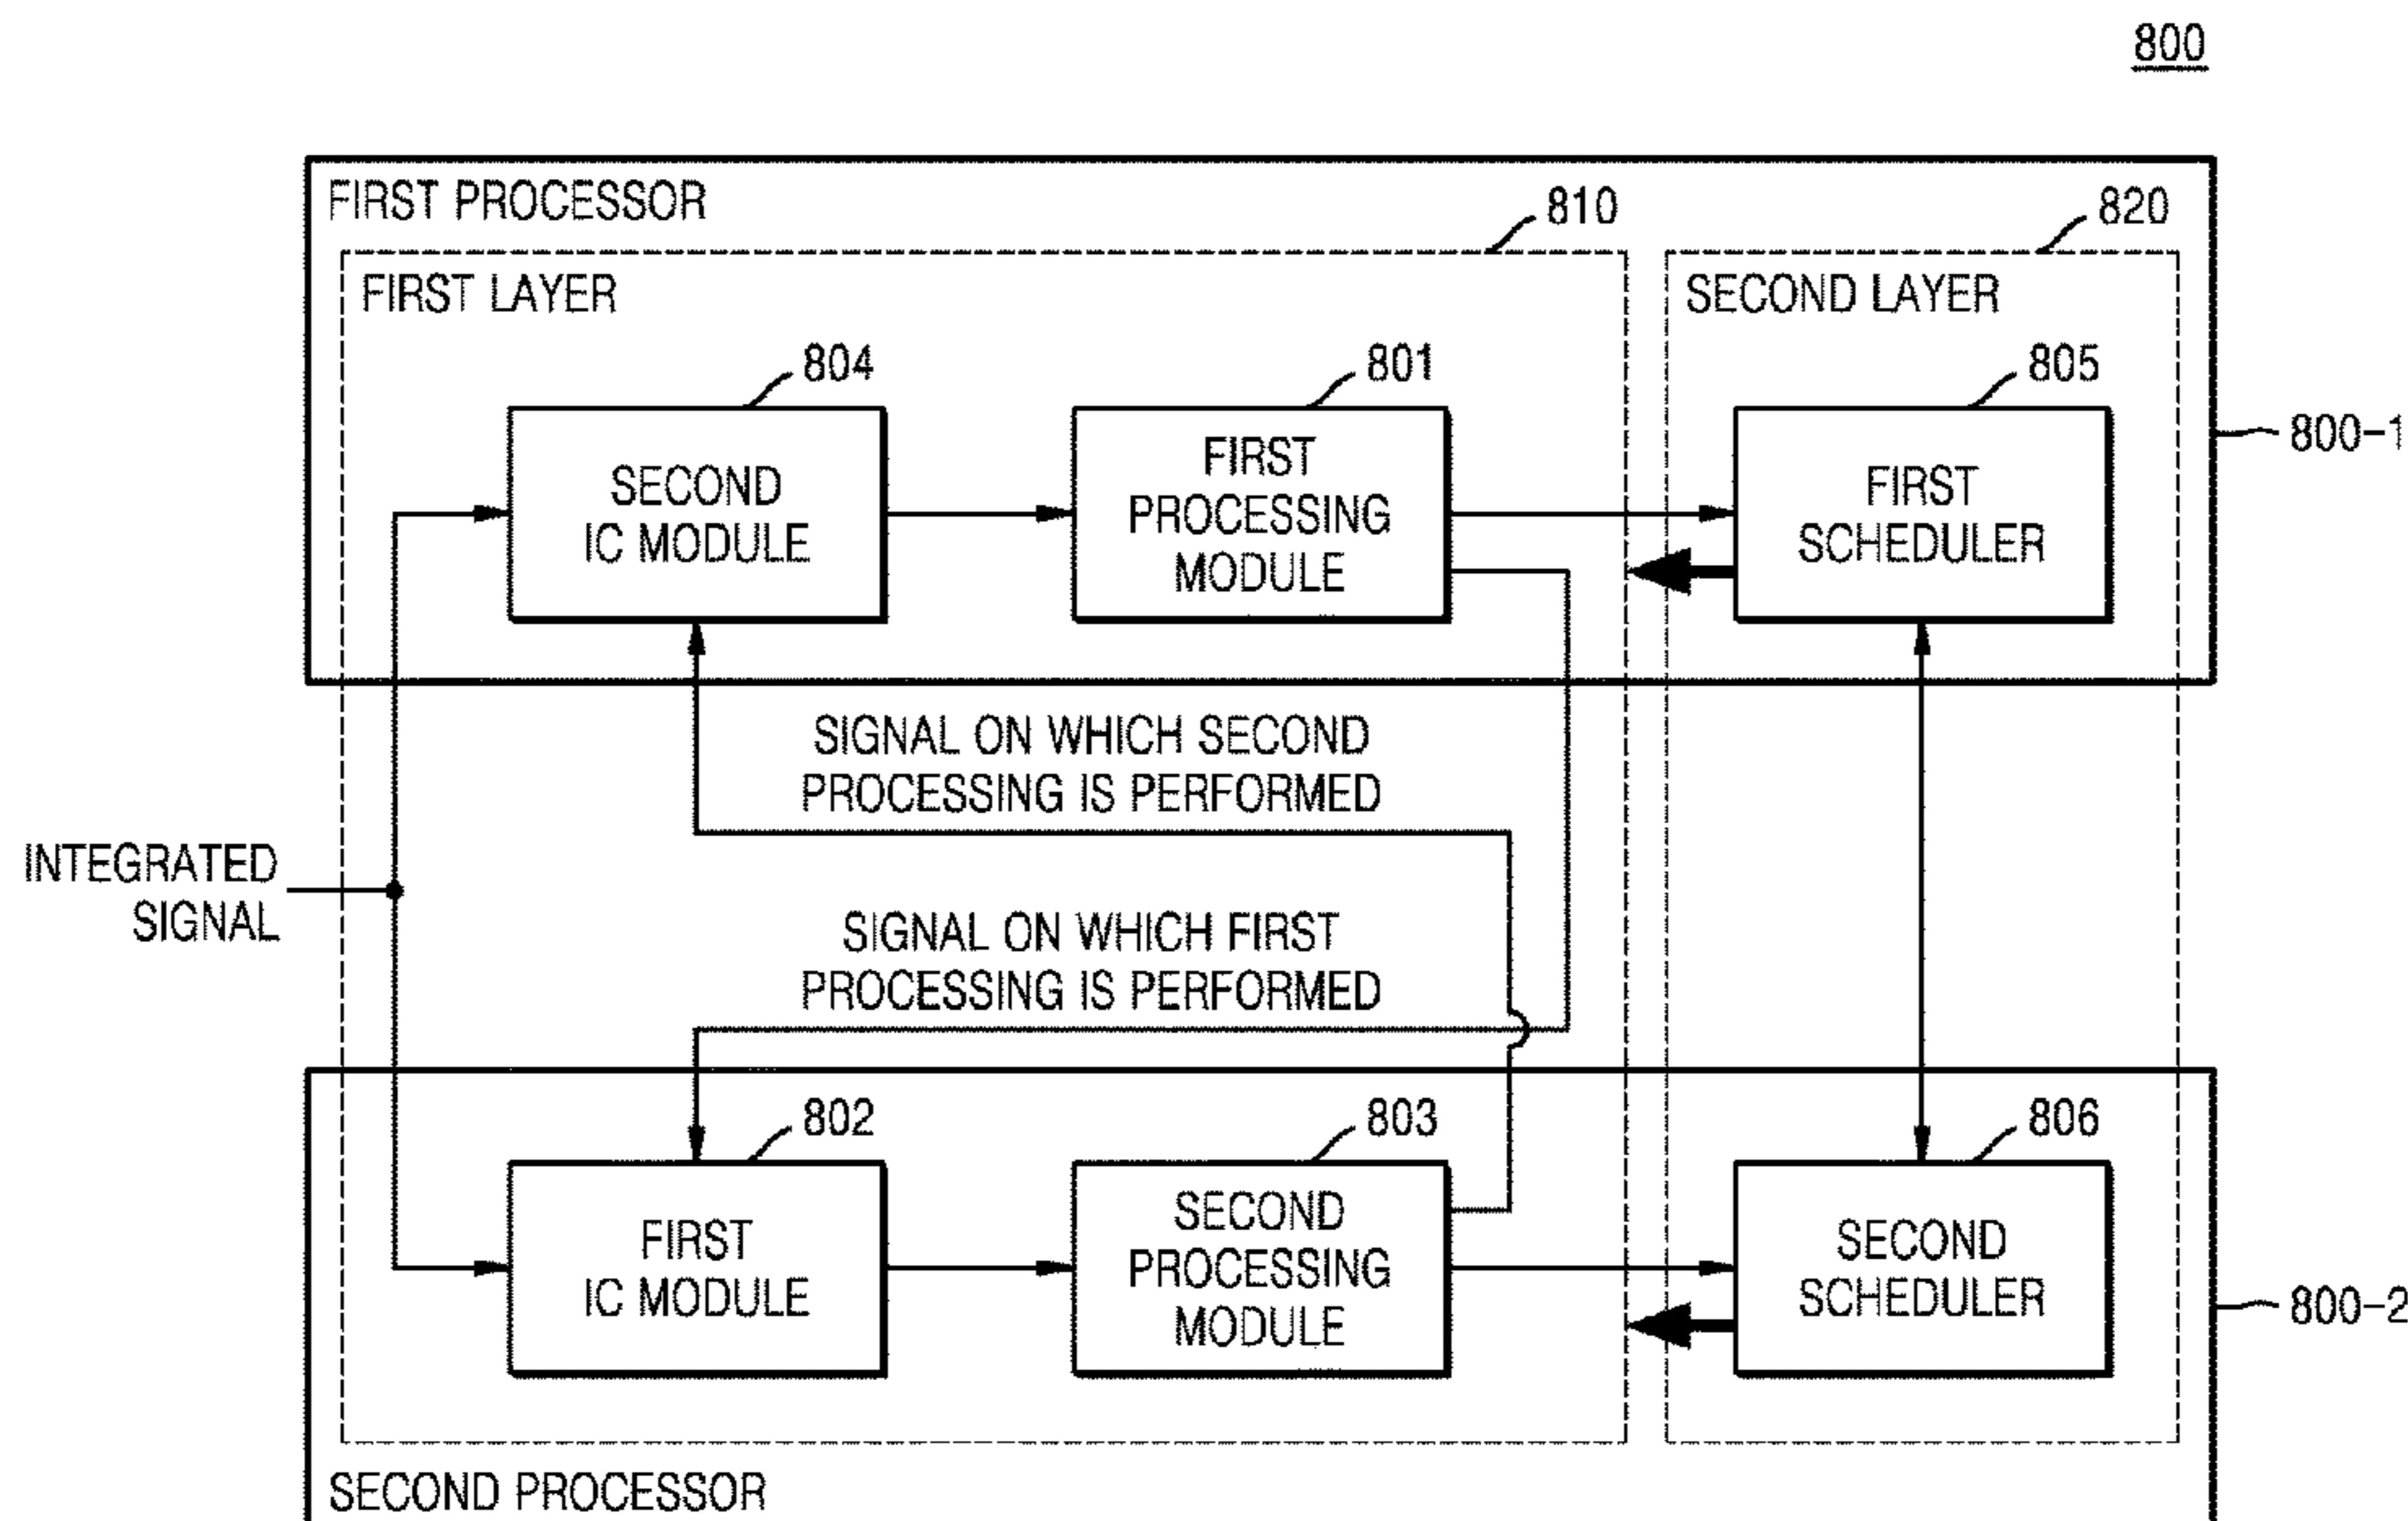 800
FIRST PROCESSOR
810
820
FIRST LAYER
SECOND LAYER
804
801
805
SECOND
IC MODULE
FIRST
PROCESSING
MODULE
FIRST
SCHEDULER
800-1
SIGNAL ON WHICH SECOND
PROCESSING IS PERFORMED
INTEGRATED
SIGNAL
SIGNAL ON WHICH FIRST
PROCESSING IS PERFORMED
802
803
806
FIRST
IC MODULE
SECOND
PROCESSING
MODULE
SECOND
SCHEDULER
800-2
SECOND PROCESSOR